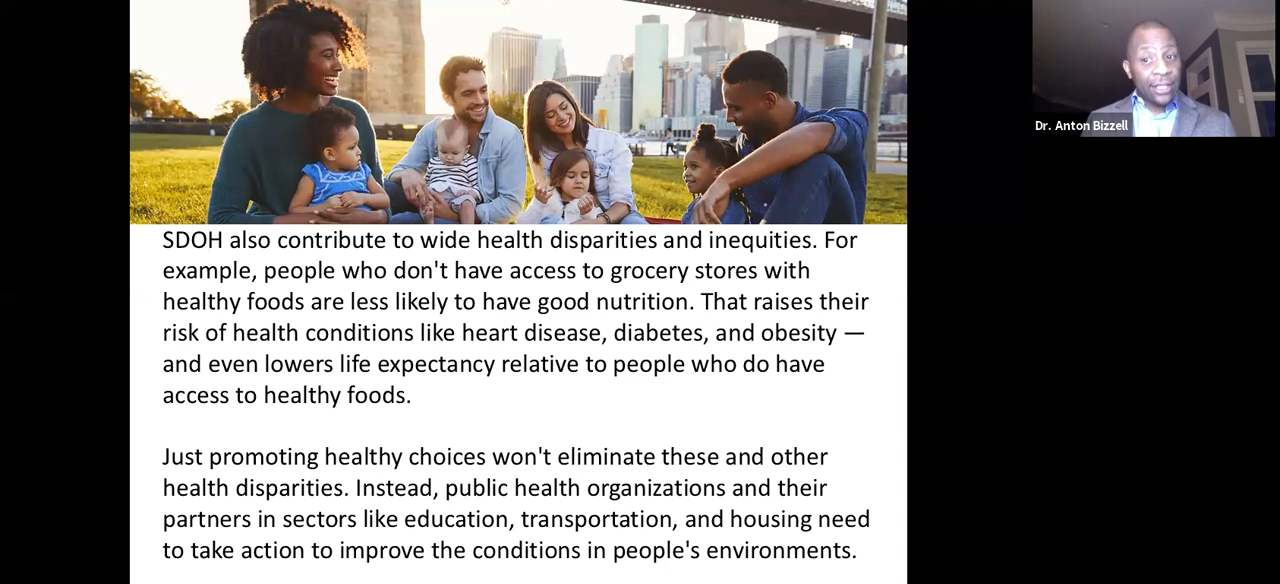 Dr. Anton Bizzell
SDOH also contribute to wide health disparities and inequities. For
example, people who don't have access to grocery stores with
healthy foods are less likely to have good nutrition. That raises their
risk of health conditions like heart disease, diabetes, and obesity —
and even lowers life expectancy relative to people who do have
access to healthy foods.
Just promoting healthy choices won't eliminate these and other
health disparities. Instead, public health organizations and their
partners in sectors like education, transportation, and housing need
to take action to improve the conditions in people's environments.